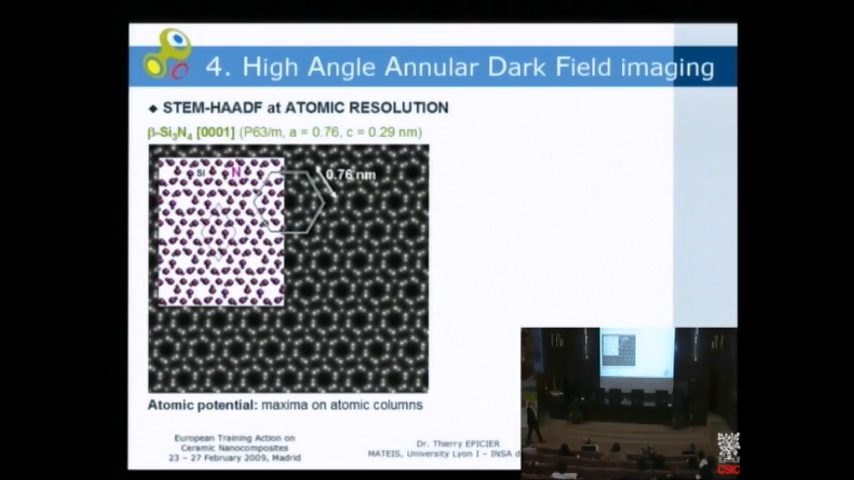 4. High Angle Annular Dark Field imaging
◆ STEM-HAADF at ATOMIC RESOLUTION
β-Si₃N₄ [0001] (P63/m, a = 0.76, c = 0.29 nm)
Si N 0.76 nm
Atomic potential: maxima on atomic columns
European Training Action on
Ceramic Nanocomposites
23 – 27 February 2009, Madrid
Dr. Thierry EPICIER
MATEIS, University Lyon I – INSA d
CSIC